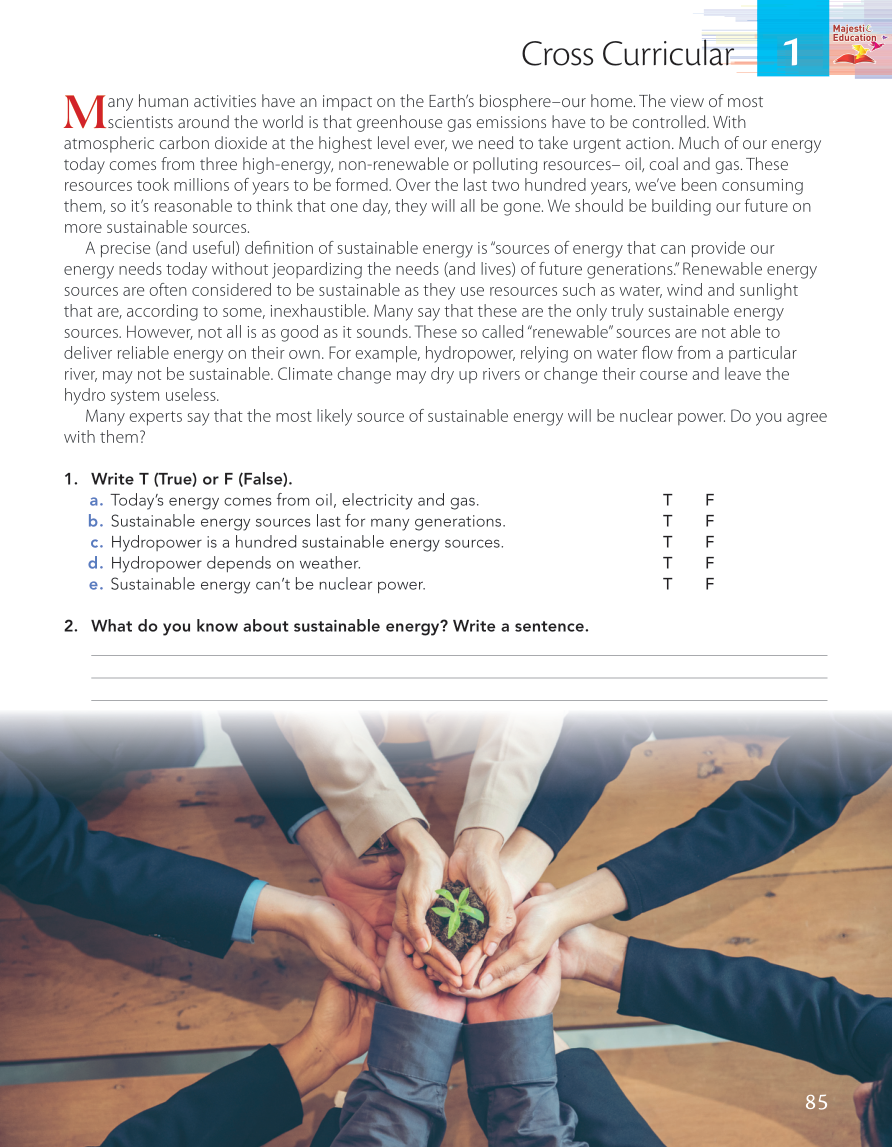 Cross Curricular
1
Majestic
Education
Many human activities have an impact on the Earth's biosphere–our home. The view of most
scientists around the world is that greenhouse gas emissions have to be controlled. With
atmospheric carbon dioxide at the highest level ever, we need to take urgent action. Much of our energy
today comes from three high-energy, non-renewable or polluting resources– oil, coal and gas. These
resources took millions of years to be formed. Over the last two hundred years, we've been consuming
them, so it's reasonable to think that one day, they will all be gone. We should be building our future on
more sustainable sources.
A precise (and useful) definition of sustainable energy is "sources of energy that can provide our
energy needs today without jeopardizing the needs (and lives) of future generations." Renewable energy
sources are often considered to be sustainable as they use resources such as water, wind and sunlight
that are, according to some, inexhaustible. Many say that these are the only truly sustainable energy
sources. However, not all is as good as it sounds. These so called "renewable" sources are not able to
deliver reliable energy on their own. For example, hydropower, relying on water flow from a particular
river, may not be sustainable. Climate change may dry up rivers or change their course and leave the
hydro system useless.
Many experts say that the most likely source of sustainable energy will be nuclear power. Do you agree
with them?
1. Write T (True) or F (False).
a. Today's energy comes from oil, electricity and gas. T F
b. Sustainable energy sources last for many generations. T F
c. Hydropower is a hundred sustainable energy sources. T F
d. Hydropower depends on weather. T F
e. Sustainable energy can't be nuclear power. T F
2. What do you know about sustainable energy? Write a sentence.
85